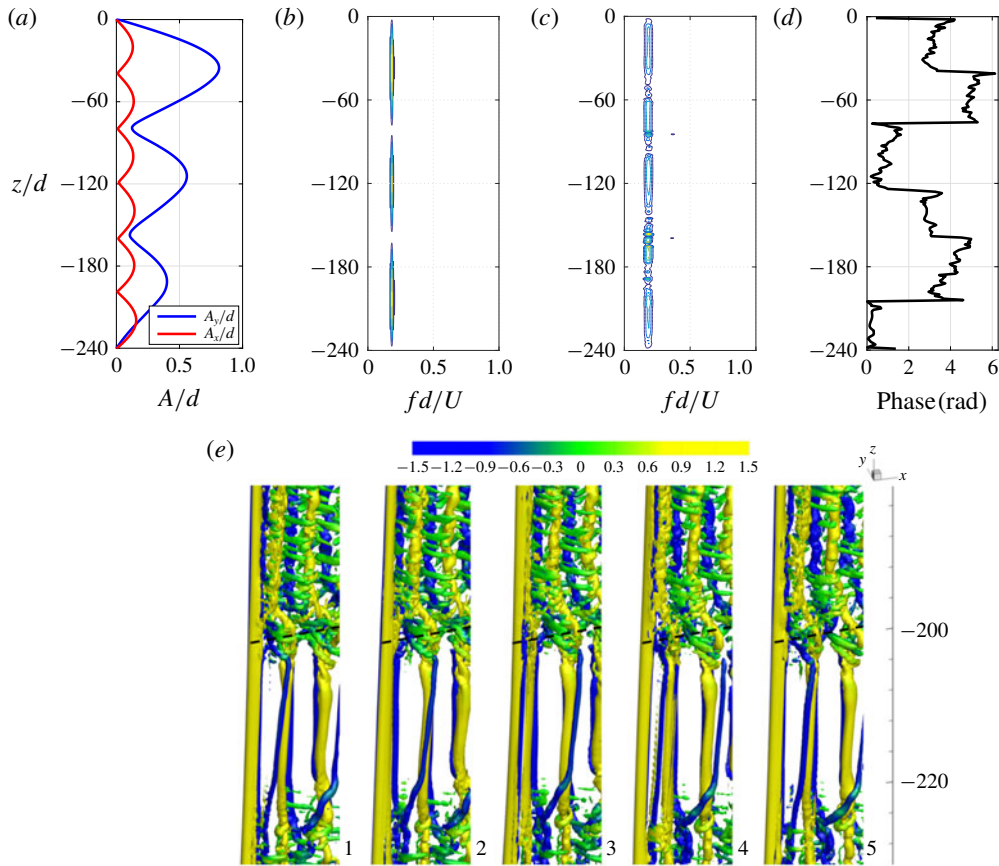 (a)
(b)
(c)
(d)
0
−60
−120
−180
−240
z/d
A_y/d
A_x/d
0
0.5
1.0
A/d
0
−60
−120
−180
−240
0
0.5
1.0
fd/U
0
−60
−120
−180
−240
0
0.5
1.0
fd/U
0
−60
−120
−180
−240
0
2
4
6
Phase (rad)
(e)
−1.5 −1.2 −0.9 −0.6 −0.3 0 0.3 0.6 0.9 1.2 1.5
y z x
−200
−220
1
2
3
4
5